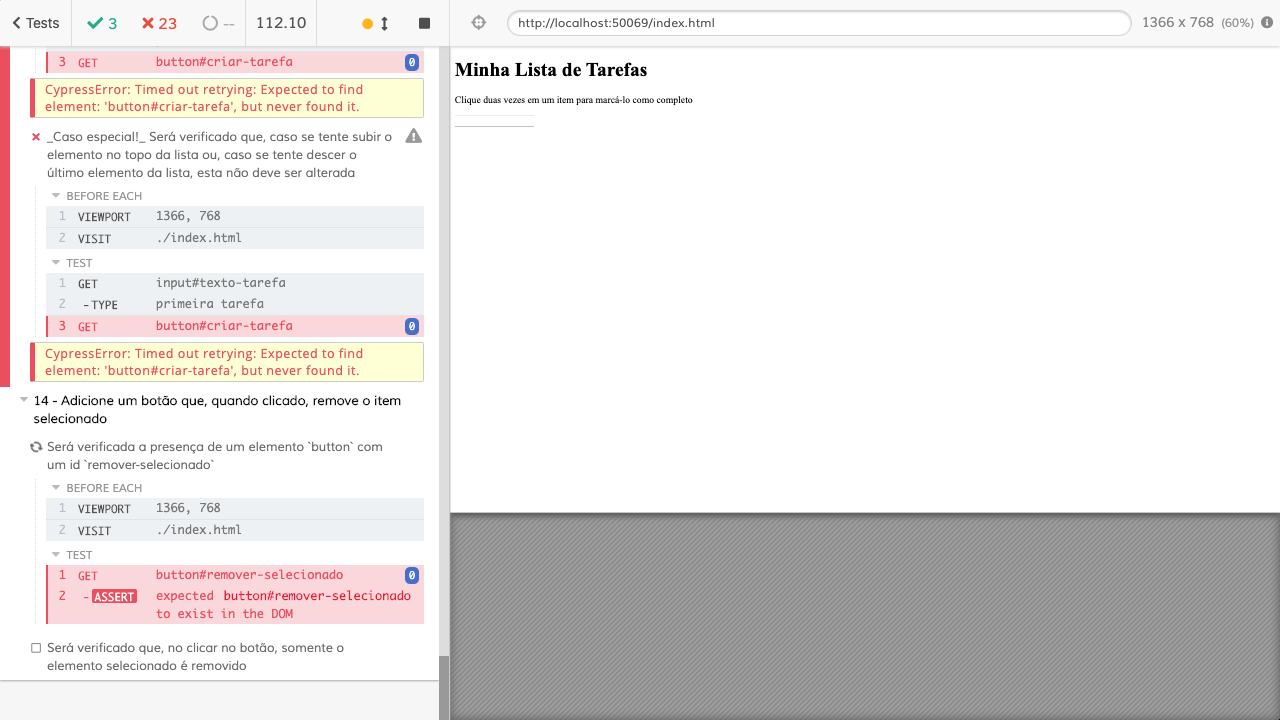 Tests
3
23
--
112.10
http://localhost:50069/index.html
1366 x 768 (60%)
3 GET button#criar-tarefa 0
CypressError: Timed out retrying: Expected to find
element: 'button#criar-tarefa', but never found it.
_Caso especial!_ Será verificado que, caso se tente subir o
elemento no topo da lista ou, caso se tente descer o
último elemento da lista, esta não deve ser alterada
BEFORE EACH
1 VIEWPORT 1366, 768
2 VISIT ./index.html
TEST
1 GET input#texto-tarefa
2 -TYPE primeira tarefa
3 GET button#criar-tarefa 0
CypressError: Timed out retrying: Expected to find
element: 'button#criar-tarefa', but never found it.
14 - Adicione um botão que, quando clicado, remove o item
selecionado
Será verificada a presença de um elemento `button` com
um id `remover-selecionado`
BEFORE EACH
1 VIEWPORT 1366, 768
2 VISIT ./index.html
TEST
1 GET button#remover-selecionado 0
2 -ASSERT expected button#remover-selecionado
to exist in the DOM
Será verificado que, no clicar no botão, somente o
elemento selecionado é removido
Minha Lista de Tarefas
Clique duas vezes em um item para marcá-lo como completo